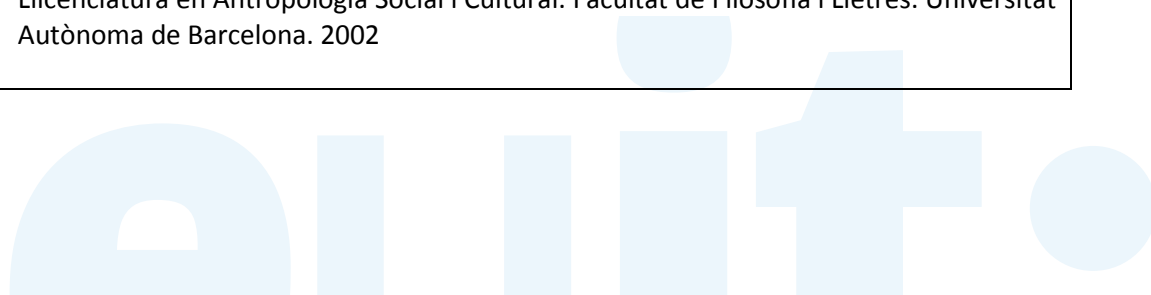 Llicenciatura en Antropologia Social i Cultural. Facultat de Filosofia i Lletres. Universitat
Autònoma de Barcelona. 2002